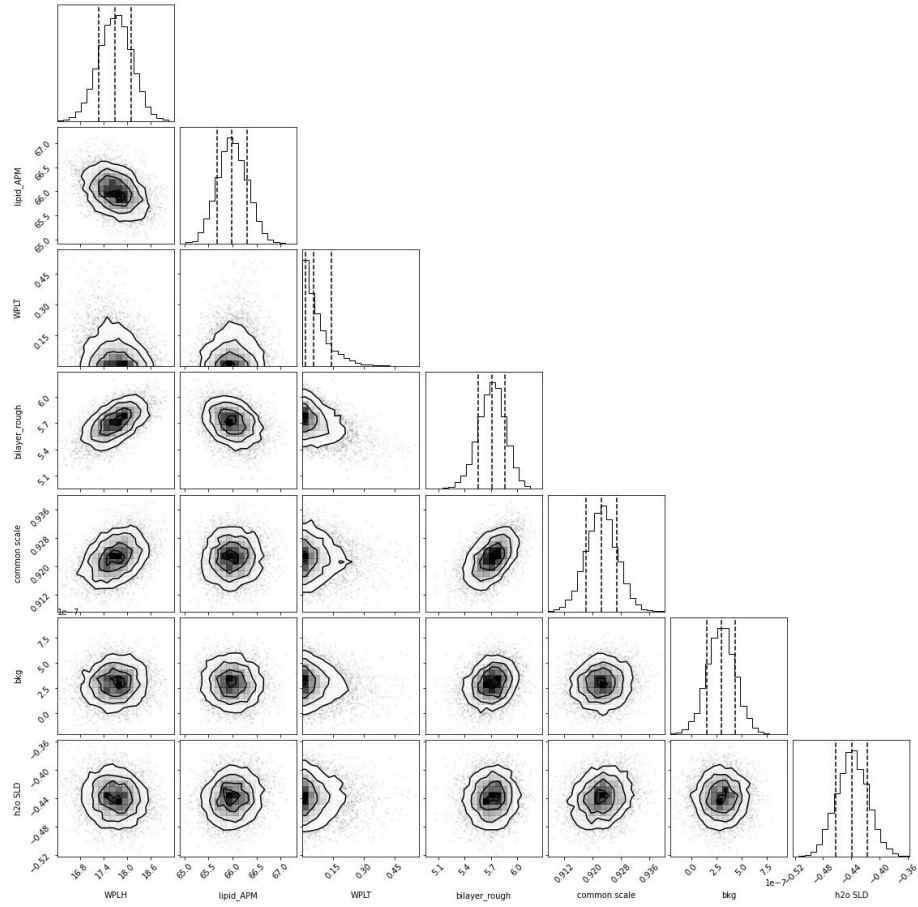 lipid_APM
67.0
66.5
66.0
65.5
65.0
WPLT
0.45
0.30
0.15
bilayer_rough
6.0
5.7
5.4
5.1
common scale
0.936
0.928
0.920
0.912
1e−7
bkg
7.5
5.0
2.5
0.0
h2o SLD
−0.36
−0.40
−0.44
−0.48
−0.52
16.8 17.4 18.0 18.6
65.0 65.5 66.0 66.5 67.0
0.15 0.30 0.45
5.1 5.4 5.7 6.0
0.912 0.920 0.928 0.936
0.0 2.5 5.0 7.5
1e−7
−0.52 −0.48 −0.44 −0.40 −0.36
WPLH lipid_APM WPLT bilayer_rough common scale bkg h2o SLD